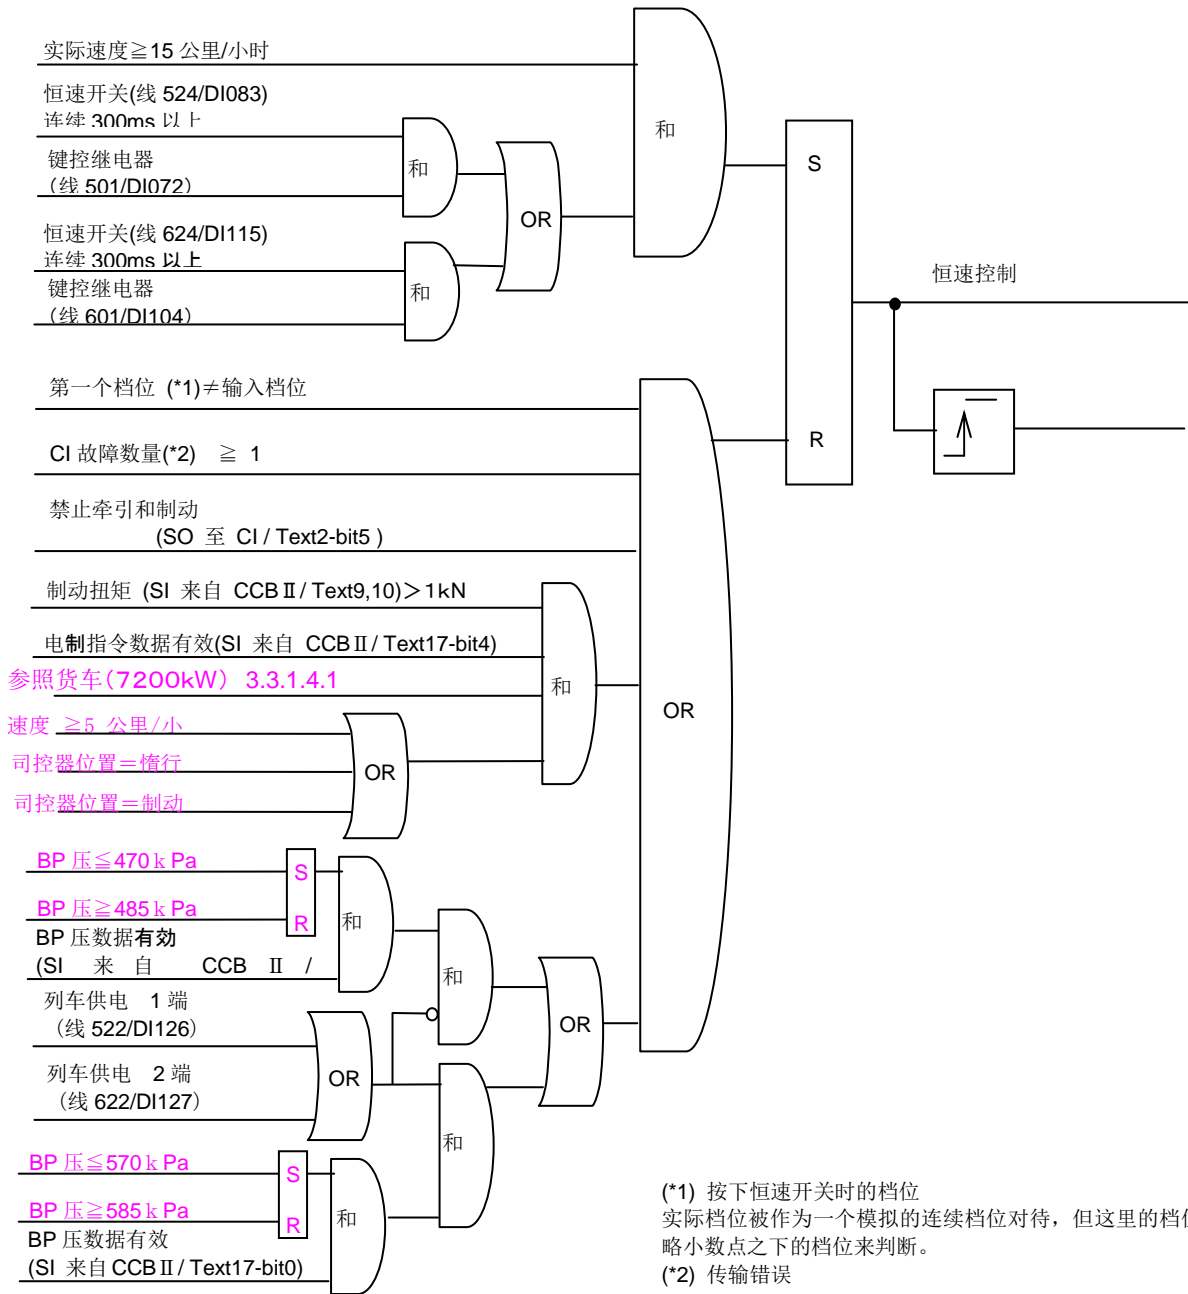 实际速度≧15 公里/小时
和
恒速开关(线 524/DI083)
连续 300ms 以上
键控继电器
(线 501/DI072)
和
OR
恒速开关(线 624/DI115)
连续 300ms 以上
键控继电器
(线 601/DI104)
和
S
R
恒速控制
第一个档位 (*1)≠输入档位
CI 故障数量(*2) ≧ 1
禁止牵引和制动
(SO 至 CI / Text2-bit5 )
制动扭矩 (SI 来自 CCBⅡ/ Text9,10)＞1kN
电制指令数据有效(SI 来自 CCBⅡ/ Text17-bit4)
参照货车(7200kW) 3.3.1.4.1
和
OR
速度 ≧5 公里/小
司控器位置＝惰行
司控器位置＝制动
OR
BP 压≦470ｋPa
S
BP 压≧485ｋPa
R
和
BP 压数据有效
(SI 来 自 CCB Ⅱ /
和
列车供电 1 端
(线 522/DI126)
列车供电 2 端
(线 622/DI127)
OR
OR
和
BP 压≦570ｋPa
S
BP 压≧585ｋPa
R
和
BP 压数据有效
(SI 来自 CCBⅡ/ Text17-bit0)
(*1) 按下恒速开关时的档位
实际档位被作为一个模拟的连续档位对待，但这里的档
略小数点之下的档位来判断。
(*2) 传输错误